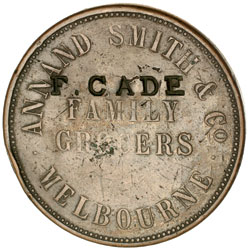 ANNAND SMITH & Co.
F. CADE
FAMILY
GROCERS
MELBOURNE